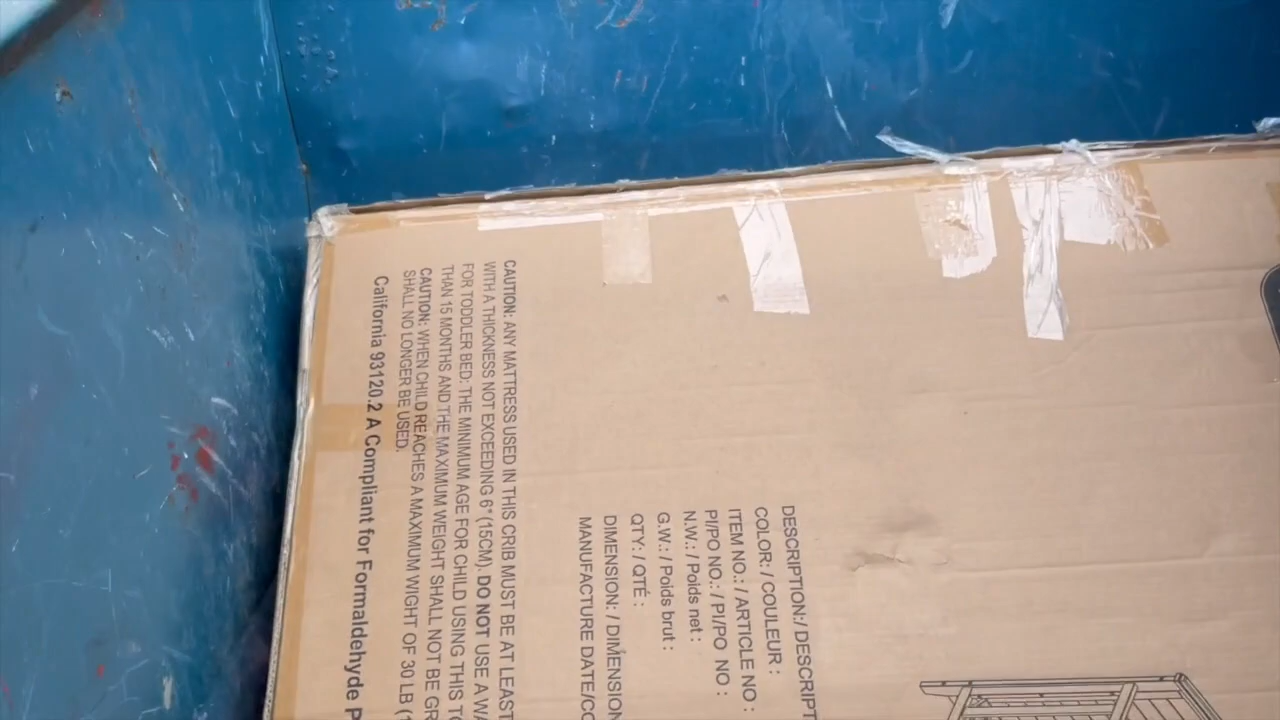 CAUTION: ANY MATTRESS USED IN THIS CRIB MUST BE AT LEAST
WITH A THICKNESS NOT EXCEEDING 6" (15CM). DO NOT USE A
FOR TODDLER BED: THE MINIMUM AGE FOR CHILD USING THIS
THAN 15 MONTHS AND THE MAXIMUM WEIGHT SHALL NOT BE
CAUTION: WHEN CHILD REACHES A MAXIMUM WIGHT OF 30 LB
SHALL NO LONGER BE USED.
California 93120.2 A Compliant for Formaldehyde
DESCRIPTION:/
COLOR: / COULEUR :
ITEM NO.: / ARTICLE NO :
PI/PO NO.: / PI/PO NO :
N.W.: / Poids net :
G.W.: / Poids brut :
QTY: / QTÉ :
DIMENSION: / DIMENSION
MANUFACTURE DATE/